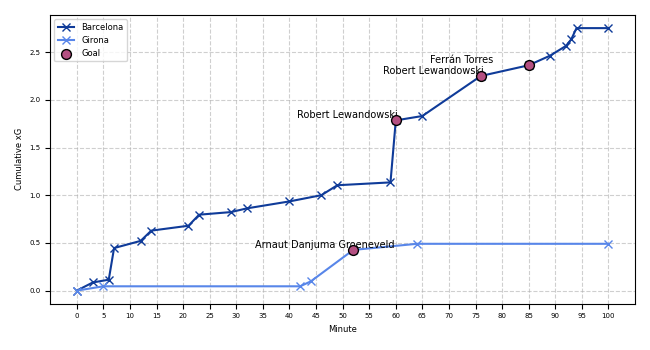 Barcelona
Girona
Goal
Ferrán Torres
Robert Lewandowski
Robert Lewandowski
Arnaut Danjuma Groeneveld
Cumulative xG
2.5
2.0
1.5
1.0
0.5
0.0
0 5 10 15 20 25 30 35 40 45 50 55 60 65 70 75 80 85 90 95 100
Minute